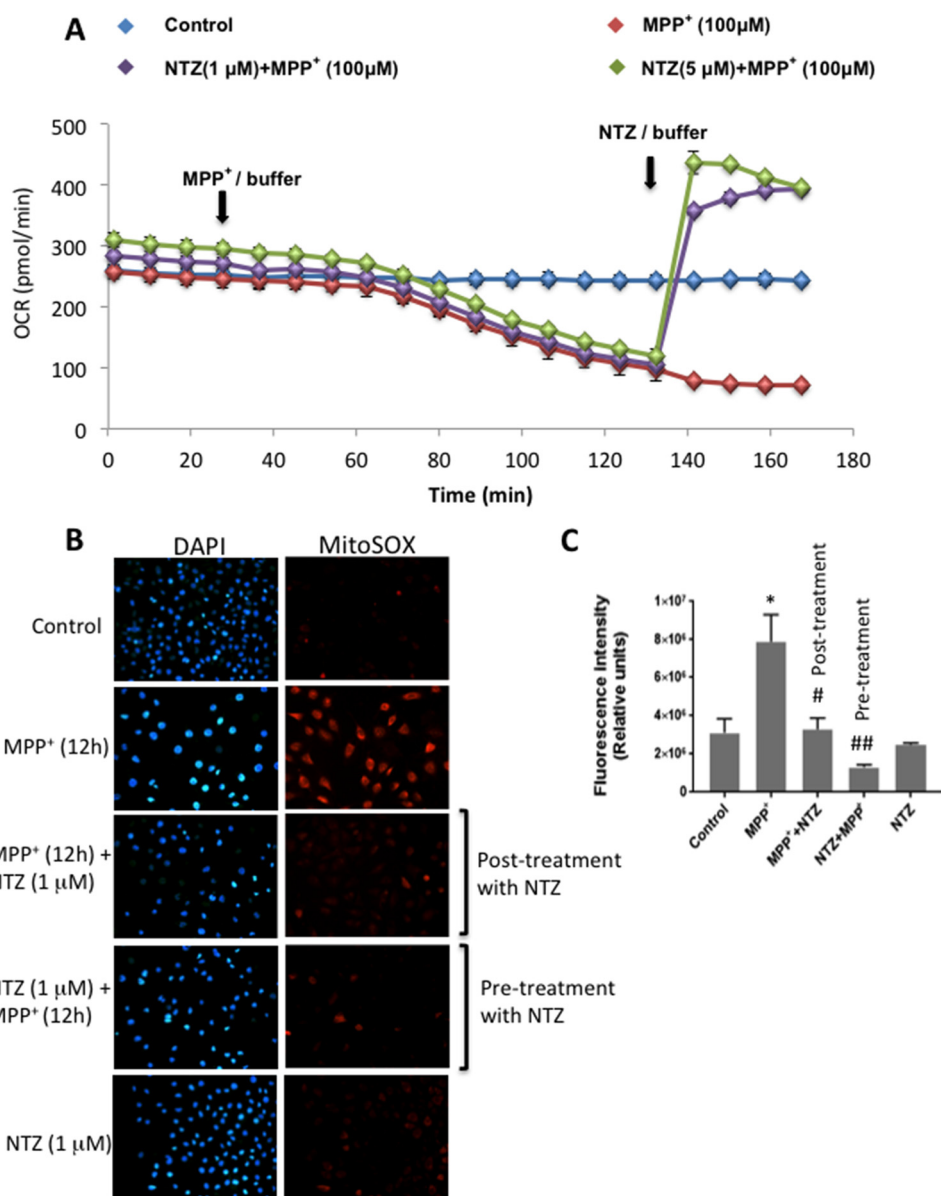 A
Control
MPP⁺ (100µM)
NTZ(1 µM)+MPP⁺ (100µM)
NTZ(5 µM)+MPP⁺ (100µM)
OCR (pmol/min)
500
400
300
200
100
0
MPP⁺ / buffer
NTZ / buffer
0 20 40 60 80 100 120 140 160 180
Time (min)
B
DAPI MitoSOX
Control
MPP⁺ (12h)
MPP⁺ (12h) +
NTZ (1 µM)
Post-treatment
with NTZ
NTZ (1 µM) +
MPP⁺ (12h)
Pre-treatment
with NTZ
NTZ (1 µM)
C
Fluorescence Intensity
(Relative units)
1×10⁷
8×10⁶
6×10⁶
4×10⁶
2×10⁶
0
*
#
Post-treatment
##
Pre-treatment
Control
MPP⁺
MPP⁺+NTZ
NTZ+MPP⁺
NTZ